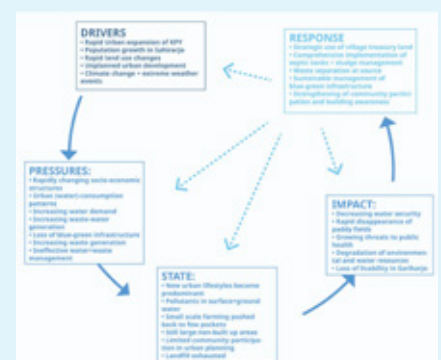 DRIVERS
• Rapid Urban expansion of KPY
• Population growth in
• Rapid land use changes
• Unplanned urban development
• Climate change + extreme weather
events
RESPONSE
• Strategic use of village treasury land
• Comprehensive implementation of
septic tanks + sludge management
• Waste separation at source
• Sustainable management of
blue-green infrastructure
• Strengthening of community partici
pation and building awareness
PRESSURES:
• Rapidly changing socio-economic
structures
• Urban (water) consumption
patterns
• Increasing water demand
• Increasing waste-water
generation
• Loss of blue-green infrastructure
• Increasing waste generation
• Ineffective water+waste
management
IMPACT:
• Decreasing water security
• Rapid disappearance of
paddy fields
• Growing threats to public
health
• Degradation of environmen
tal and water resources
• Loss of livability in
STATE:
• New urban lifestyles become
predominant
• Pollutants in surface+ground
water
• Small scale farming pushed
back to few pockets
• Still large non built up areas
• Limited community participa-
tion in urban planning
• Landfill exhausted